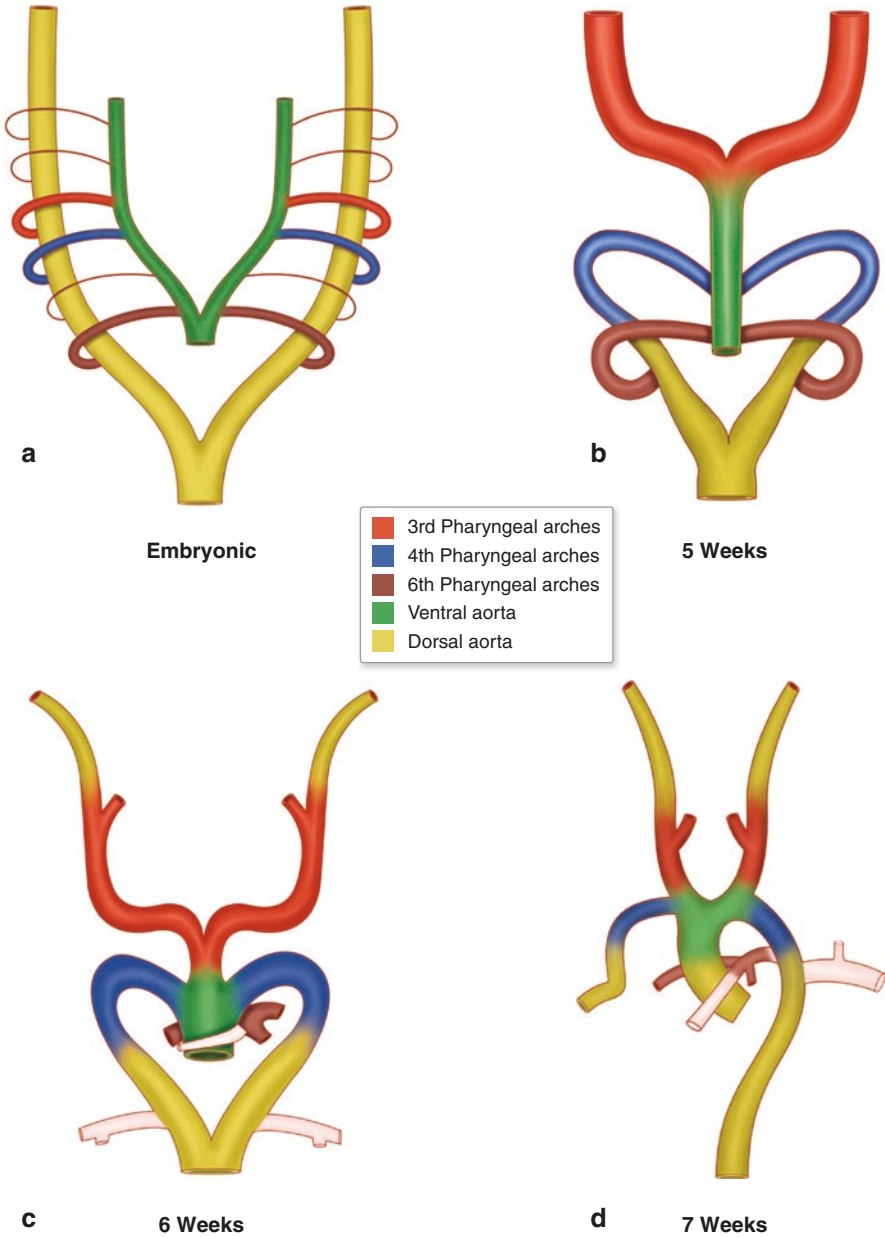 a
Embryonic
b
5 Weeks
3rd Pharyngeal arches
4th Pharyngeal arches
6th Pharyngeal arches
Ventral aorta
Dorsal aorta
c
6 Weeks
d
7 Weeks